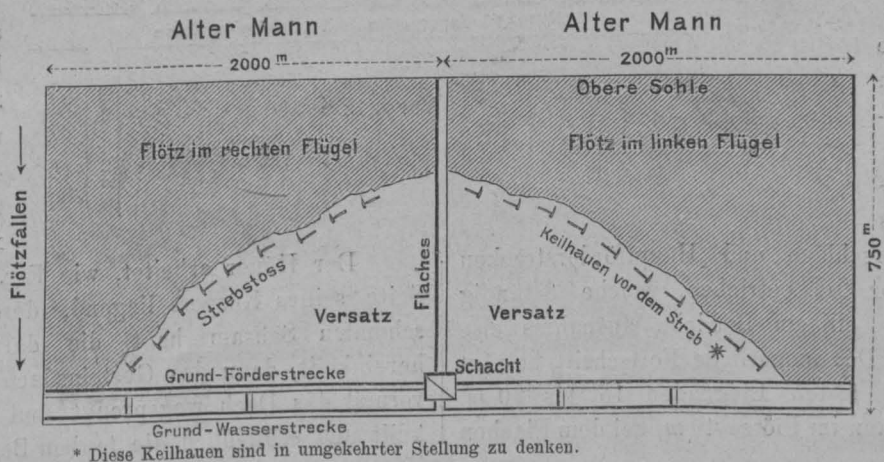 Alter Mann
Alter Mann
2000 m
2000 m
Obere Sohle
Flötz im rechten Flügel
Flötz im linken Flügel
Flötzfallen
750 m
Strebstoss
Flaches
Keilhauen vor dem Streb *
Versatz
Versatz
Grund-Förderstrecke
Schacht
Grund-Wasserstrecke
* Diese Keilhauen sind in umgekehrter Stellung zu denken.